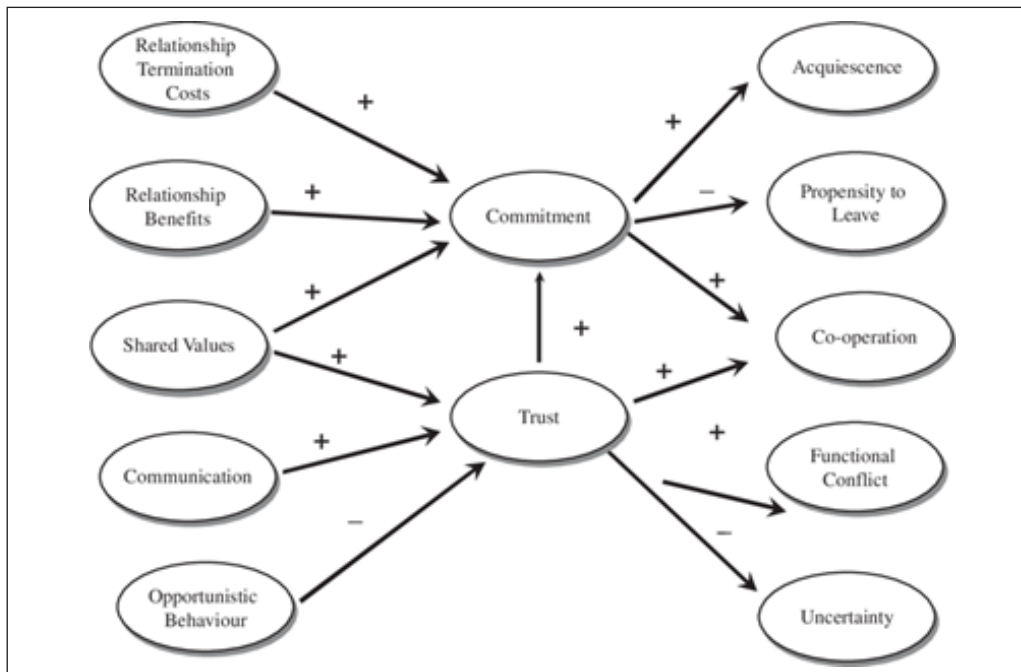 Relationship
Termination
Costs
+
Acquiescence
+
Relationship
Benefits
+
Commitment
–
Propensity to
Leave
+
+
Shared Values
+
+
+
Co-operation
Trust
+
+
Communication
+
Functional
Conflict
–
–
Opportunistic
Behaviour
Uncertainty